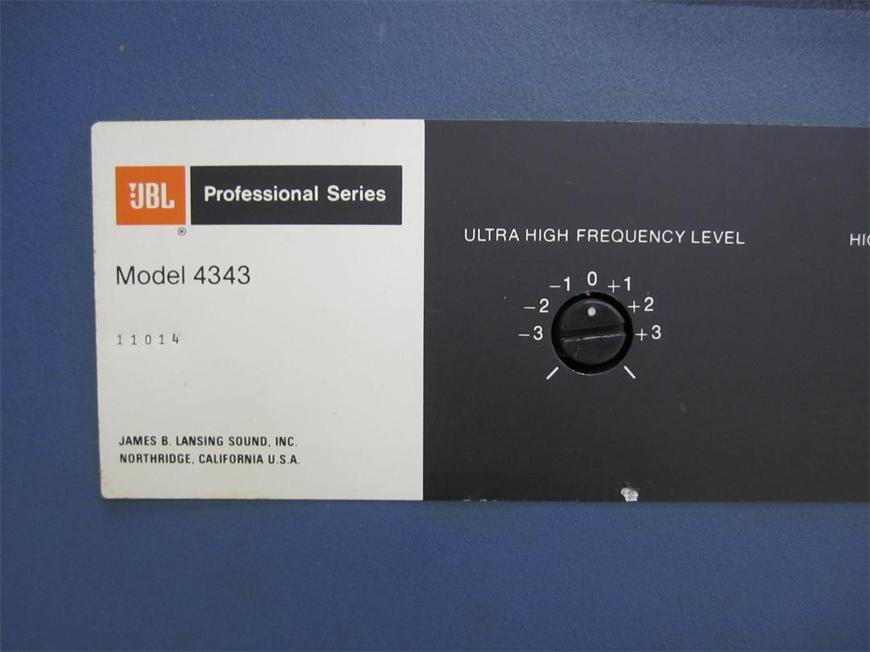 JBL Professional Series
®
Model 4343
11014
JAMES B. LANSING SOUND, INC.
NORTHRIDGE, CALIFORNIA U.S.A.
ULTRA HIGH FREQUENCY LEVEL
-1 0 +1
-2 +2
-3 +3